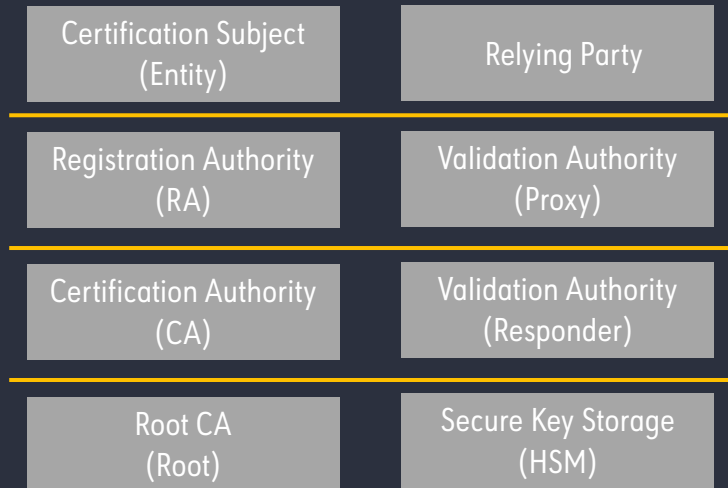 Certification Subject
(Entity)
Relying Party
Registration Authority
(RA)
Validation Authority
(Proxy)
Certification Authority
(CA)
Validation Authority
(Responder)
Root CA
(Root)
Secure Key Storage
(HSM)